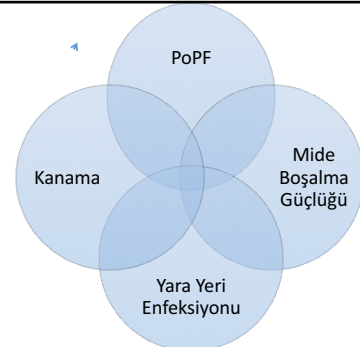 PoPF
Kanama
Mide
Boşalma
Güçlüğü
Yara Yeri
Enfeksiyonu